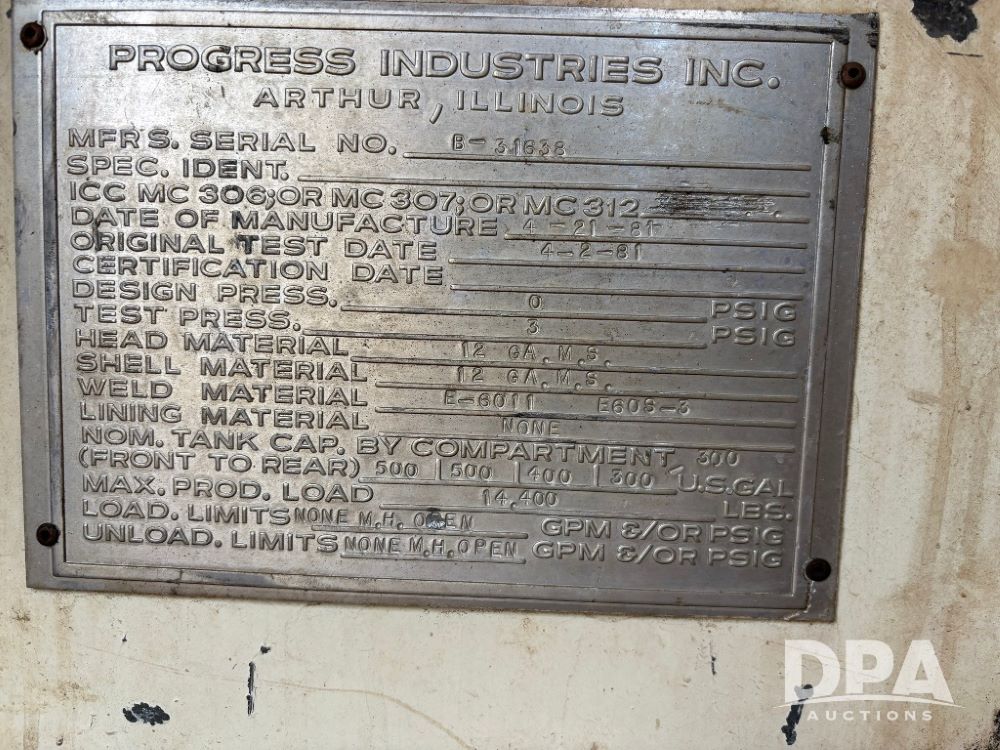 PROGRESS INDUSTRIES INC.
ARTHUR, ILLINOIS
MFR'S. SERIAL NO. B-31638
SPEC. IDENT.
ICC MC 306; OR MC 307; OR MC 312
DATE OF MANUFACTURE 4-21-81
ORIGINAL TEST DATE 4-2-81
CERTIFICATION DATE
DESIGN PRESS. 0 PSIG
TEST PRESS. 3 PSIG
HEAD MATERIAL 12 GA.M.S.
SHELL MATERIAL 12 GA.M.S.
WELD MATERIAL E-6011 E60S-3
LINING MATERIAL NONE
NOM. TANK CAP. BY COMPARTMENT 300
(FRONT TO REAR) 500 | 500 | 400 | 300 U.S.GAL
MAX. PROD. LOAD 14,400 LBS.
LOAD. LIMITS NONE M.H. OPEN GPM &/OR PSIG
UNLOAD. LIMITS NONE M.H. OPEN GPM &/OR PSIG
DPA
AUCTIONS